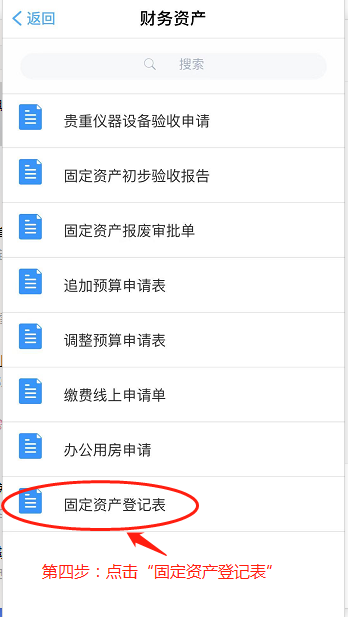 返回 财务资产
搜索
贵重仪器设备验收申请
固定资产初步验收报告
固定资产报废审批单
追加预算申请表
调整预算申请表
缴费线上申请单
办公用房申请
固定资产登记表
第四步：点击“固定资产登记表”